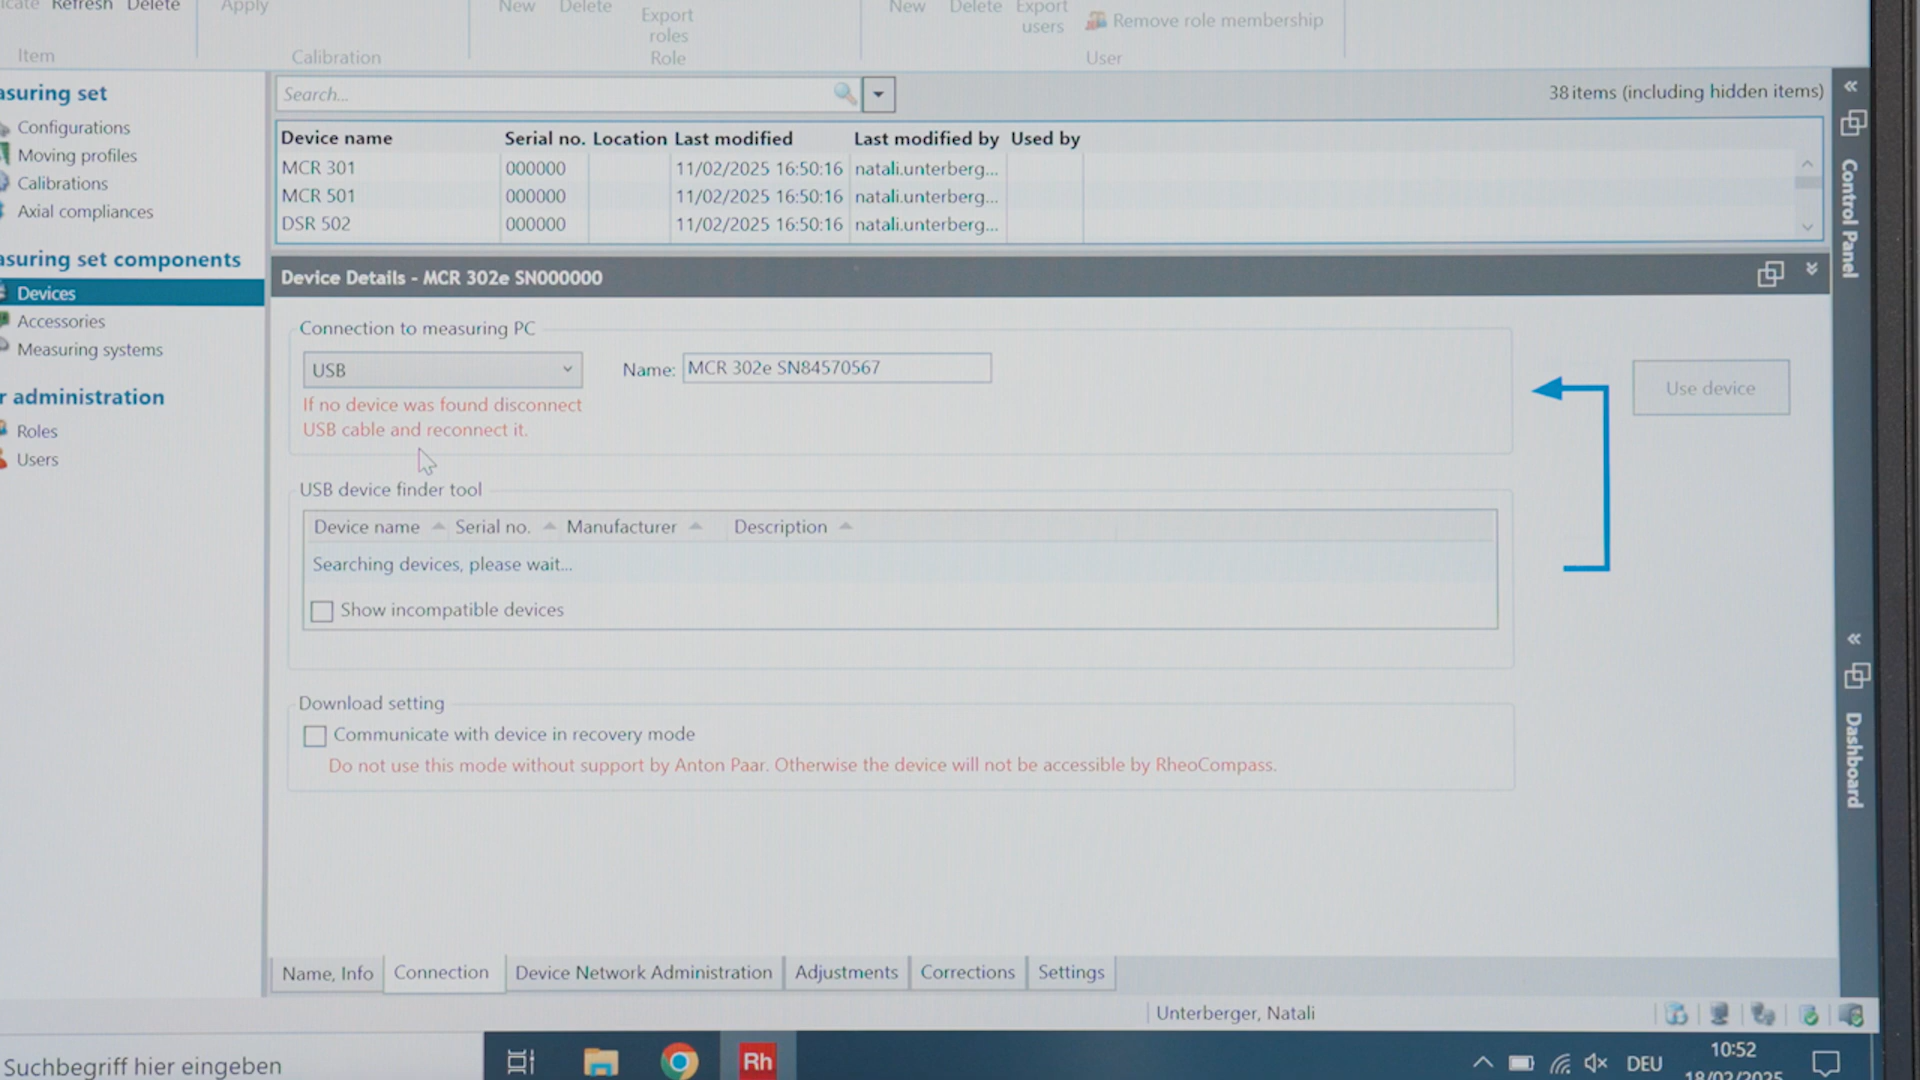 Refresh Delete
Apply
New Delete
Export
roles
New Delete
Export
users
Remove role membership
Item
Calibration
Role
User
Search...
38 items (including hidden items)
Device name Serial no. Location Last modified Last modified by Used by
MCR 301 000000 11/02/2025 16:50:16 natali.unterberg...
MCR 501 000000 11/02/2025 16:50:16 natali.unterberg...
DSR 502 000000 11/02/2025 16:50:16 natali.unterberg...
asuring set
Configurations
Moving profiles
Calibrations
Axial compliances
asuring set components
Devices
Accessories
Measuring systems
r administration
Roles
Users
Device Details - MCR 302e SN000000
Connection to measuring PC
USB
Name: MCR 302e SN84570567
If no device was found disconnect
USB cable and reconnect it.
Use device
USB device finder tool
Device name Serial no. Manufacturer Description
Searching devices, please wait...
Show incompatible devices
Download setting
Communicate with device in recovery mode
Do not use this mode without support by Anton Paar. Otherwise the device will not be accessible by RheoCompass.
Name, Info Connection Device Network Administration Adjustments Corrections Settings
Control Panel
Dashboard
Unterberger, Natali
Suchbegriff hier eingeben
Rh
DEU
10:52
18/02/2025